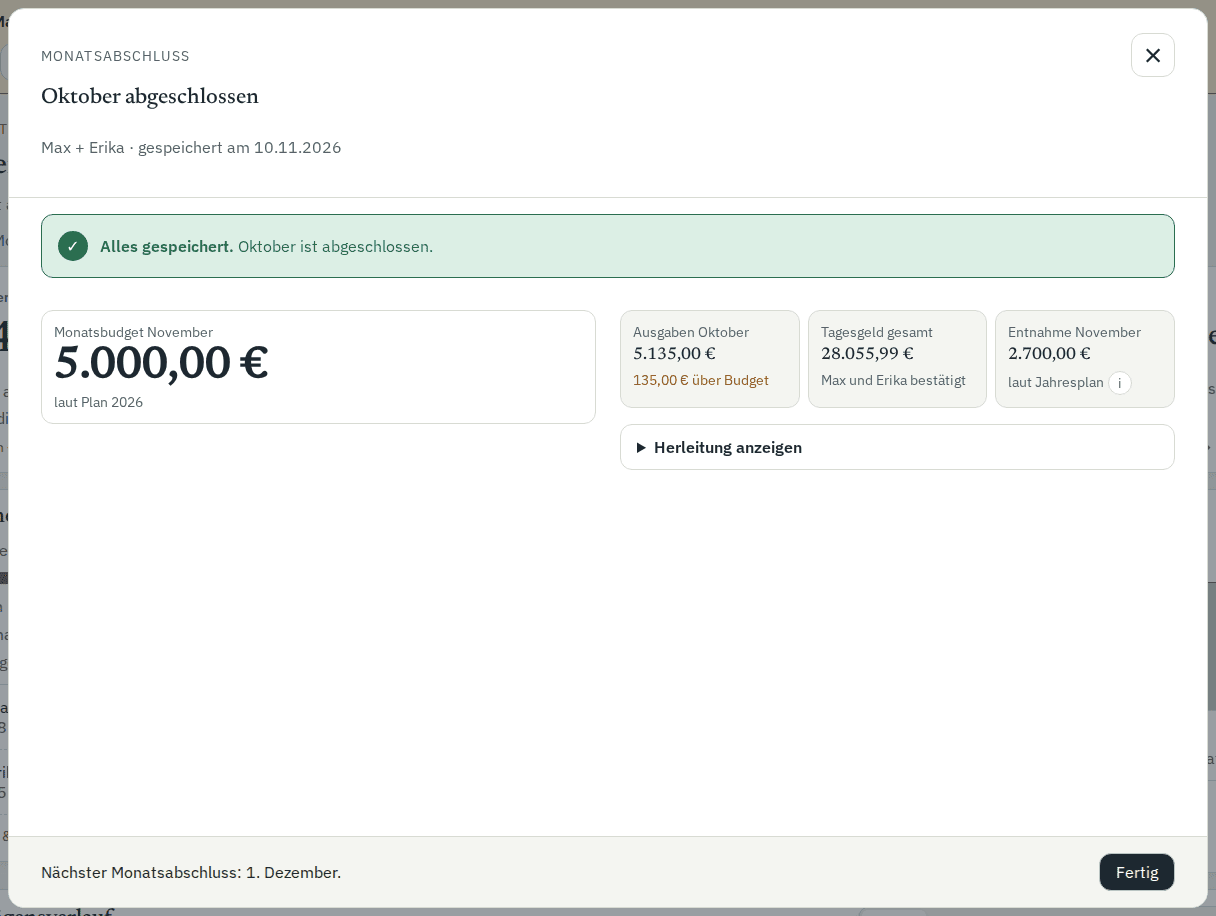 MONATSABSCHLUSS
Oktober abgeschlossen
Max + Erika · gespeichert am 10.11.2026
✓ Alles gespeichert. Oktober ist abgeschlossen.
Monatsbudget November
5.000,00 €
laut Plan 2026
Ausgaben Oktober
5.135,00 €
135,00 € über Budget
Tagesgeld gesamt
28.055,99 €
Max und Erika bestätigt
Entnahme November
2.700,00 €
laut Jahresplan i
Herleitung anzeigen
Nächster Monatsabschluss: 1. Dezember.
Fertig